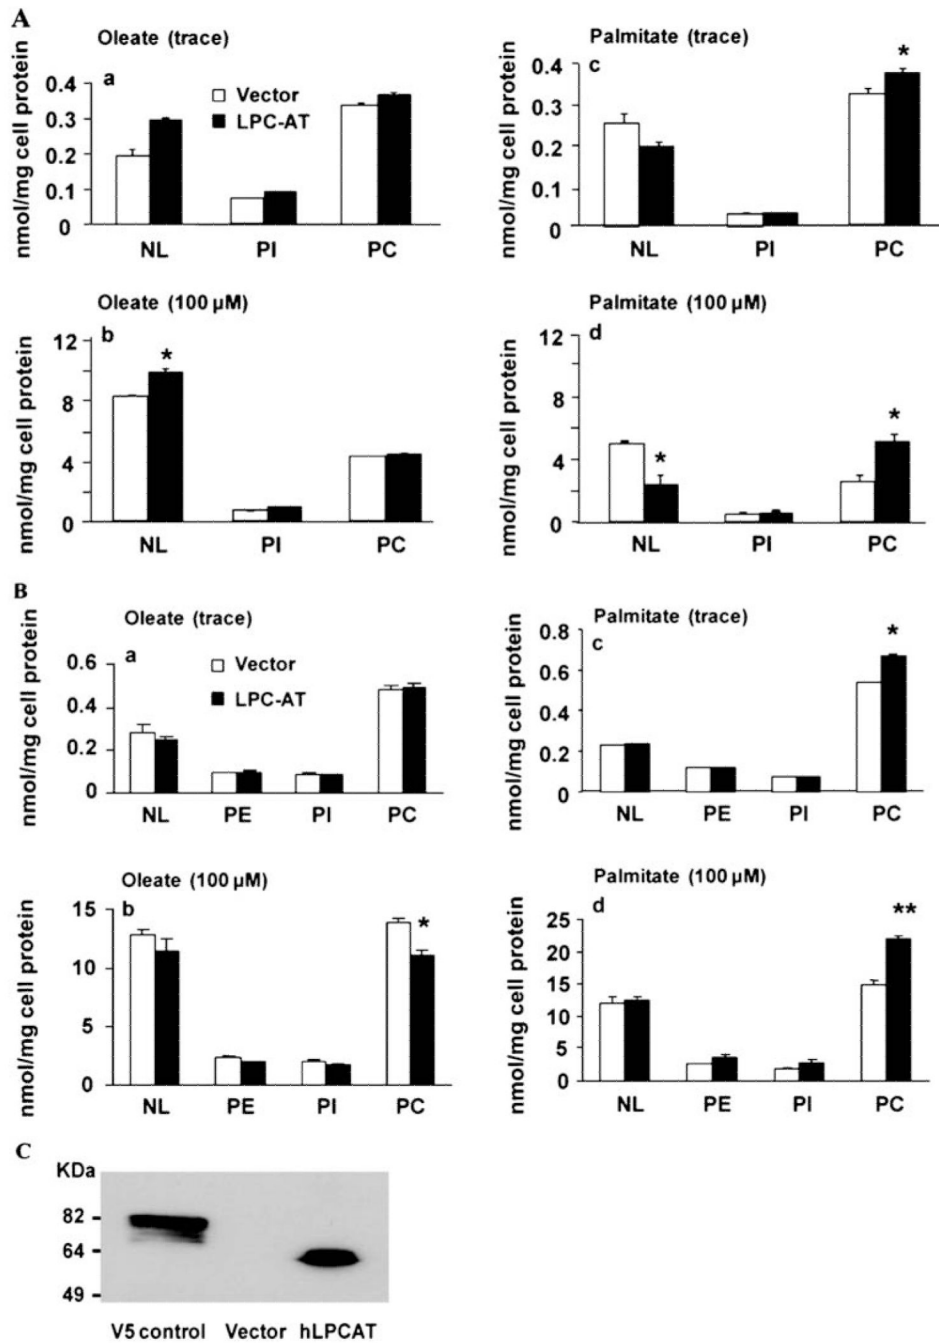 A
Oleate (trace)
a
nmol/mg cell protein
0.4
0.3
0.2
0.1
0
Vector
LPC-AT
NL PI PC
Palmitate (trace)
c
*
nmol/mg cell protein
0.4
0.3
0.2
0.1
0
NL PI PC
Oleate (100 µM)
b
*
nmol/mg cell protein
12
8
4
0
NL PI PC
Palmitate (100 µM)
d
*
*
nmol/mg cell protein
12
8
4
0
NL PI PC
B
Oleate (trace)
a
nmol/mg cell protein
0.6
0.4
0.2
0
Vector
LPC-AT
NL PE PI PC
Palmitate (trace)
c
*
nmol/mg cell protein
0.8
0.6
0.4
0.2
0
NL PE PI PC
Oleate (100 µM)
b
*
nmol/mg cell protein
15
10
5
0
NL PE PI PC
Palmitate (100 µM)
d
**
nmol/mg cell protein
25
20
15
10
5
0
NL PE PI PC
C
KDa
82
64
49
V5 control Vector hLPCAT